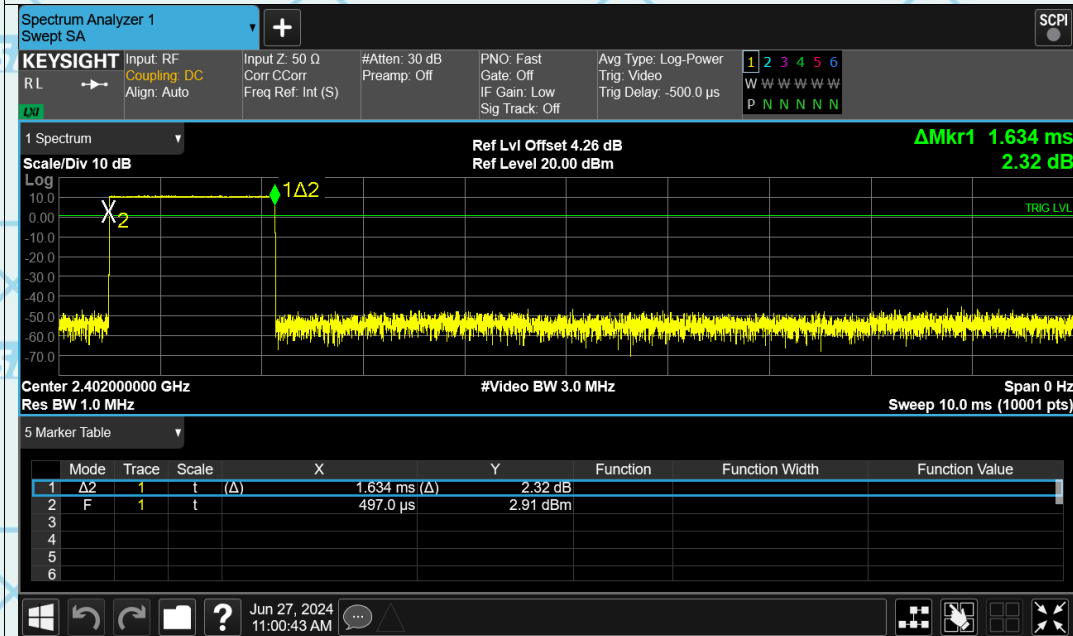 Spectrum Analyzer 1
Swept SA
+
SCPI
KEYSIGHT
R L
LXI
Input: RF
Coupling: DC
Align: Auto
Input Z: 50 Ω
Corr CCorr
Freq Ref: Int (S)
#Atten: 30 dB
Preamp: Off
PNO: Fast
Gate: Off
IF Gain: Low
Sig Track: Off
Avg Type: Log-Power
Trig: Video
Trig Delay: -500.0 µs
1 2 3 4 5 6
W W W W W W
P N N N N N
1 Spectrum
Scale/Div 10 dB
Ref Lvl Offset 4.26 dB
Ref Level 20.00 dBm
ΔMkr1 1.634 ms
2.32 dB
Log
10.0
0.00
-10.0
-20.0
-30.0
-40.0
-50.0
-60.0
-70.0
1Δ2
X
2
TRIG LVL
Center 2.402000000 GHz
#Video BW 3.0 MHz
Span 0 Hz
Res BW 1.0 MHz
Sweep 10.0 ms (10001 pts)
5 Marker Table
Mode Trace Scale X Y Function Function Width Function Value
1 Δ2 1 t (Δ) 1.634 ms (Δ) 2.32 dB
2 F 1 t 497.0 µs 2.91 dBm
3
4
5
6
?
Jun 27, 2024
11:00:43 AM